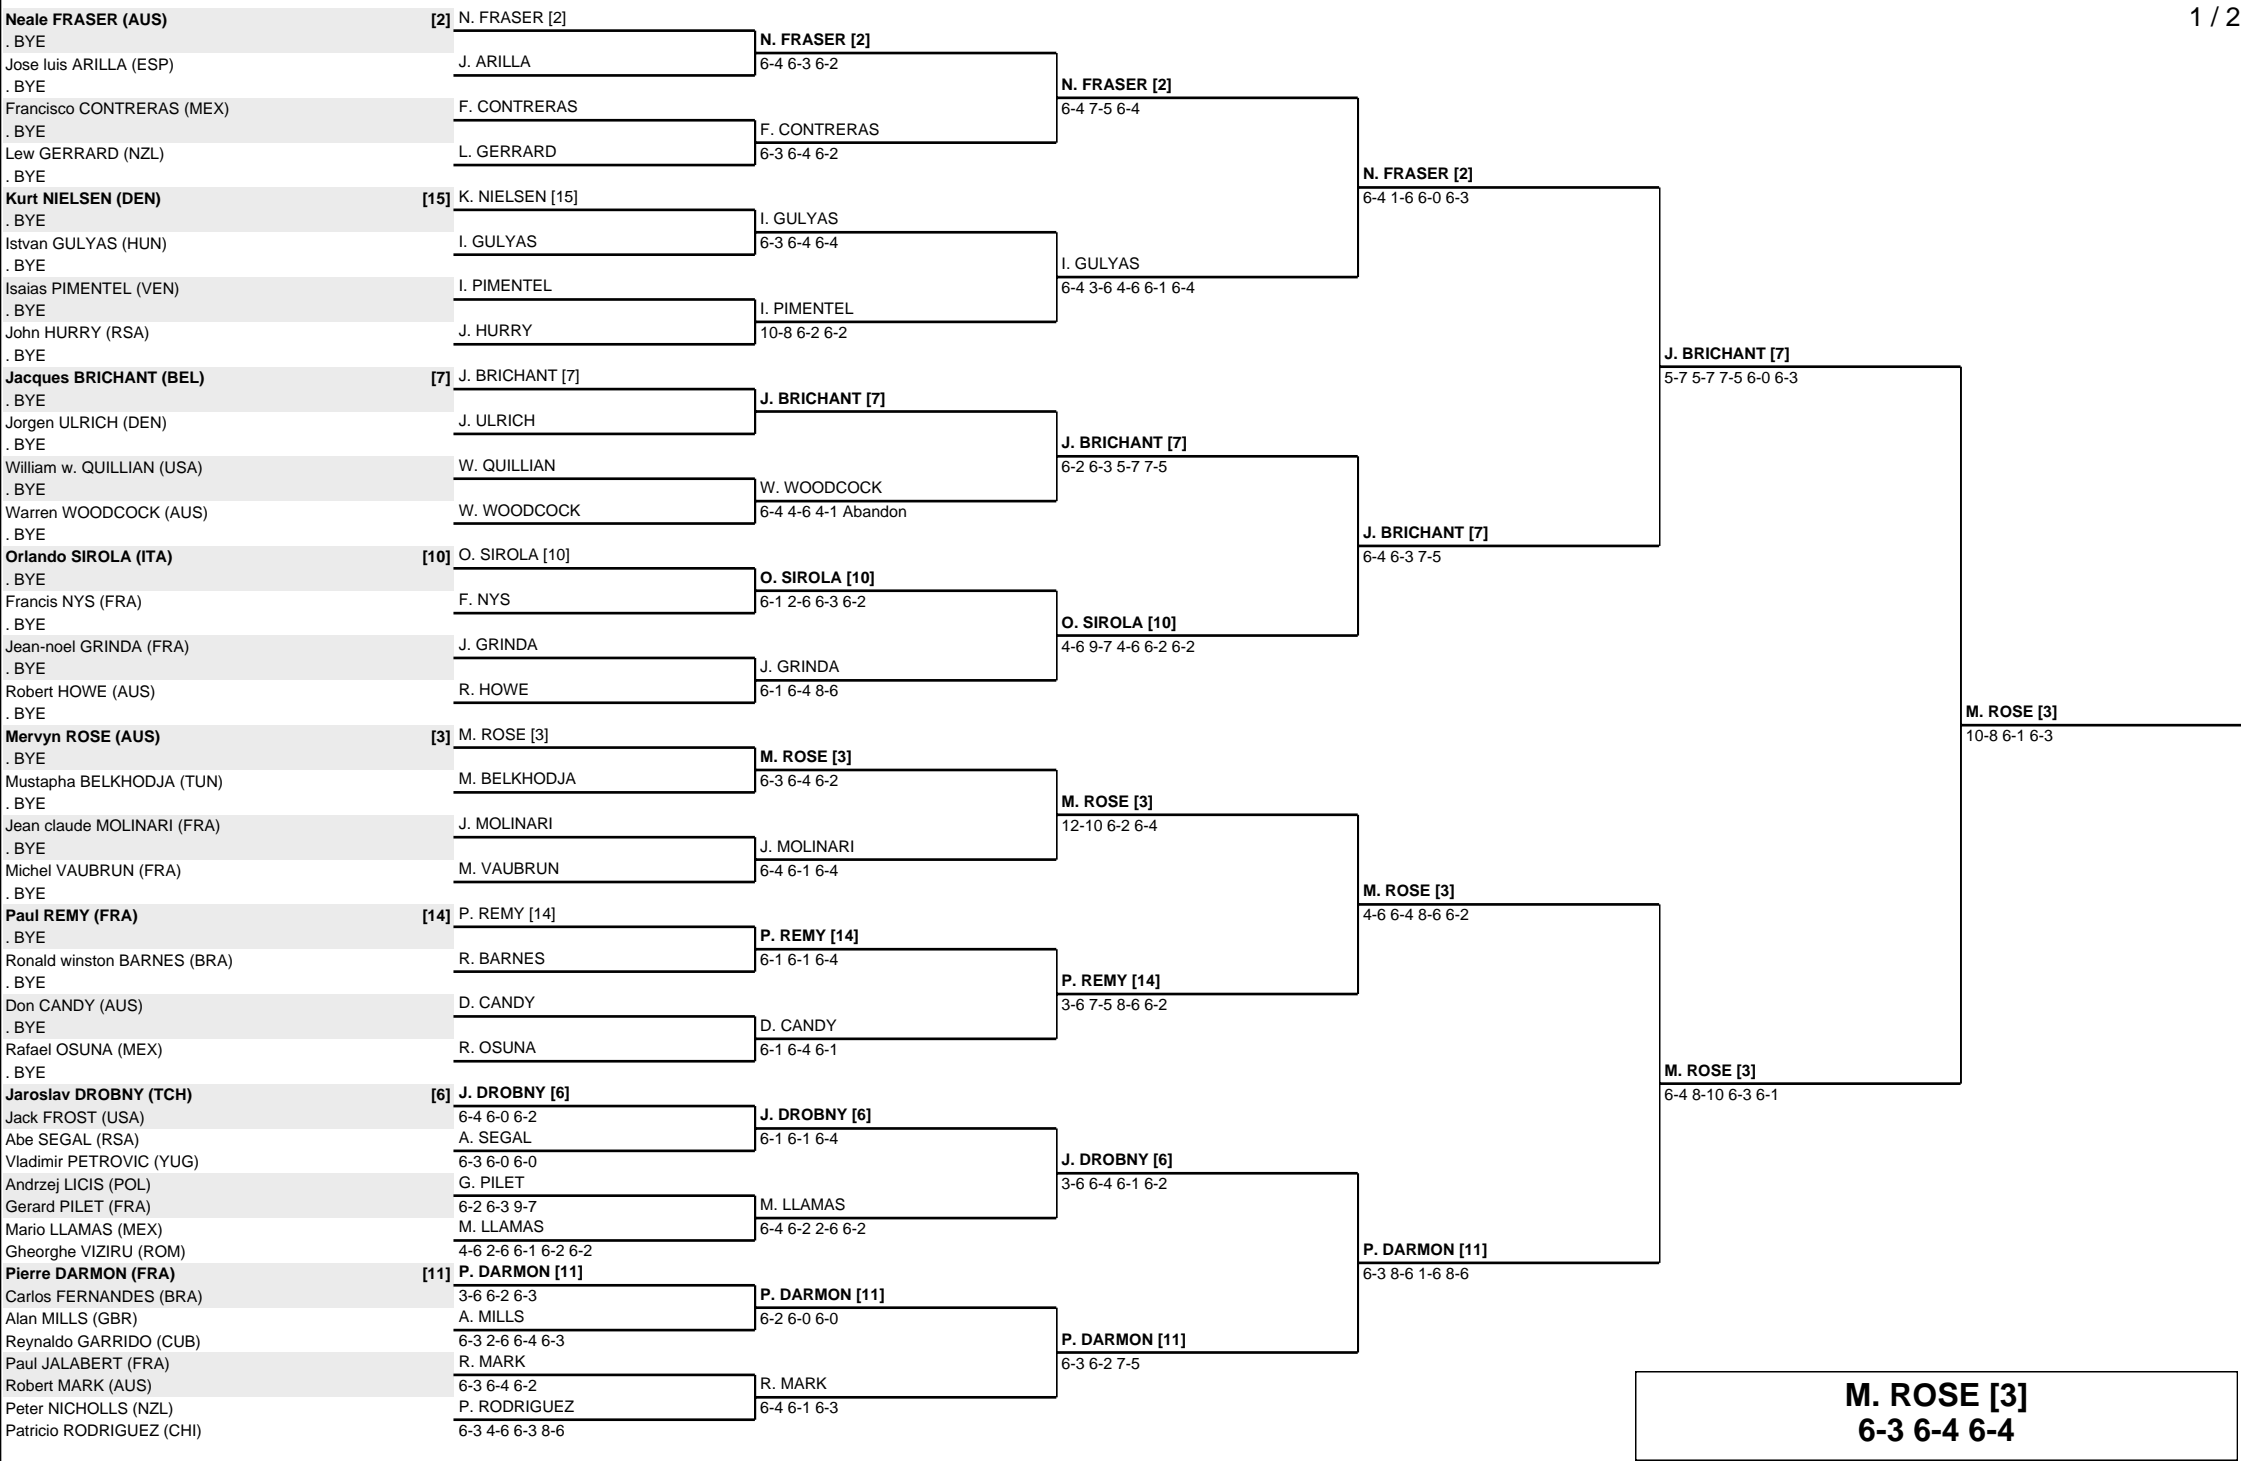 1 / 2
Neale FRASER (AUS) [2]
. BYE
Jose luis ARILLA (ESP)
. BYE
Francisco CONTRERAS (MEX)
. BYE
Lew GERRARD (NZL)
. BYE
Kurt NIELSEN (DEN) [15]
. BYE
Istvan GULYAS (HUN)
. BYE
Isaias PIMENTEL (VEN)
. BYE
John HURRY (RSA)
. BYE
Jacques BRICHANT (BEL) [7]
. BYE
Jorgen ULRICH (DEN)
. BYE
William w. QUILLIAN (USA)
. BYE
Warren WOODCOCK (AUS)
. BYE
Orlando SIROLA (ITA) [10]
. BYE
Francis NYS (FRA)
. BYE
Jean-noel GRINDA (FRA)
. BYE
Robert HOWE (AUS)
. BYE
Mervyn ROSE (AUS) [3]
. BYE
Mustapha BELKHODJA (TUN)
. BYE
Jean claude MOLINARI (FRA)
. BYE
Michel VAUBRUN (FRA)
. BYE
Paul REMY (FRA) [14]
. BYE
Ronald winston BARNES (BRA)
. BYE
Don CANDY (AUS)
. BYE
Rafael OSUNA (MEX)
. BYE
Jaroslav DROBNY (TCH) [6]
Jack FROST (USA)
Abe SEGAL (RSA)
Vladimir PETROVIC (YUG)
Andrzej LICIS (POL)
Gerard PILET (FRA)
Mario LLAMAS (MEX)
Gheorghe VIZIRU (ROM)
Pierre DARMON (FRA) [11]
Carlos FERNANDES (BRA)
Alan MILLS (GBR)
Reynaldo GARRIDO (CUB)
Paul JALABERT (FRA)
Robert MARK (AUS)
Peter NICHOLLS (NZL)
Patricio RODRIGUEZ (CHI)
N. FRASER [2]
J. ARILLA
F. CONTRERAS
L. GERRARD
K. NIELSEN [15]
I. GULYAS
I. PIMENTEL
J. HURRY
J. BRICHANT [7]
J. ULRICH
W. QUILLIAN
W. WOODCOCK
O. SIROLA [10]
F. NYS
J. GRINDA
R. HOWE
M. ROSE [3]
M. BELKHODJA
J. MOLINARI
M. VAUBRUN
P. REMY [14]
R. BARNES
D. CANDY
R. OSUNA
J. DROBNY [6]
6-4 6-0 6-2
A. SEGAL
6-3 6-0 6-0
G. PILET
6-2 6-3 9-7
M. LLAMAS
4-6 2-6 6-1 6-2 6-2
P. DARMON [11]
3-6 6-2 6-3
A. MILLS
6-3 2-6 6-4 6-3
R. MARK
6-3 6-4 6-2
P. RODRIGUEZ
6-3 4-6 6-3 8-6
N. FRASER [2]
6-4 6-3 6-2
F. CONTRERAS
6-3 6-4 6-2
I. GULYAS
6-3 6-4 6-4
I. PIMENTEL
10-8 6-2 6-2
J. BRICHANT [7]
W. WOODCOCK
6-4 4-6 4-1 Abandon
O. SIROLA [10]
6-1 2-6 6-3 6-2
J. GRINDA
6-1 6-4 8-6
M. ROSE [3]
6-3 6-4 6-2
J. MOLINARI
6-4 6-1 6-4
P. REMY [14]
6-1 6-1 6-4
D. CANDY
6-1 6-4 6-1
J. DROBNY [6]
6-1 6-1 6-4
M. LLAMAS
6-4 6-2 2-6 6-2
P. DARMON [11]
6-2 6-0 6-0
R. MARK
6-4 6-1 6-3
N. FRASER [2]
6-4 7-5 6-4
I. GULYAS
6-4 3-6 4-6 6-1 6-4
J. BRICHANT [7]
6-2 6-3 5-7 7-5
O. SIROLA [10]
4-6 9-7 4-6 6-2 6-2
M. ROSE [3]
12-10 6-2 6-4
P. REMY [14]
3-6 7-5 8-6 6-2
J. DROBNY [6]
3-6 6-4 6-1 6-2
P. DARMON [11]
6-3 6-2 7-5
N. FRASER [2]
6-4 1-6 6-0 6-3
J. BRICHANT [7]
6-4 6-3 7-5
M. ROSE [3]
4-6 6-4 8-6 6-2
P. DARMON [11]
6-3 8-6 1-6 8-6
J. BRICHANT [7]
5-7 5-7 7-5 6-0 6-3
M. ROSE [3]
6-4 8-10 6-3 6-1
M. ROSE [3]
10-8 6-1 6-3
M. ROSE [3]
6-3 6-4 6-4